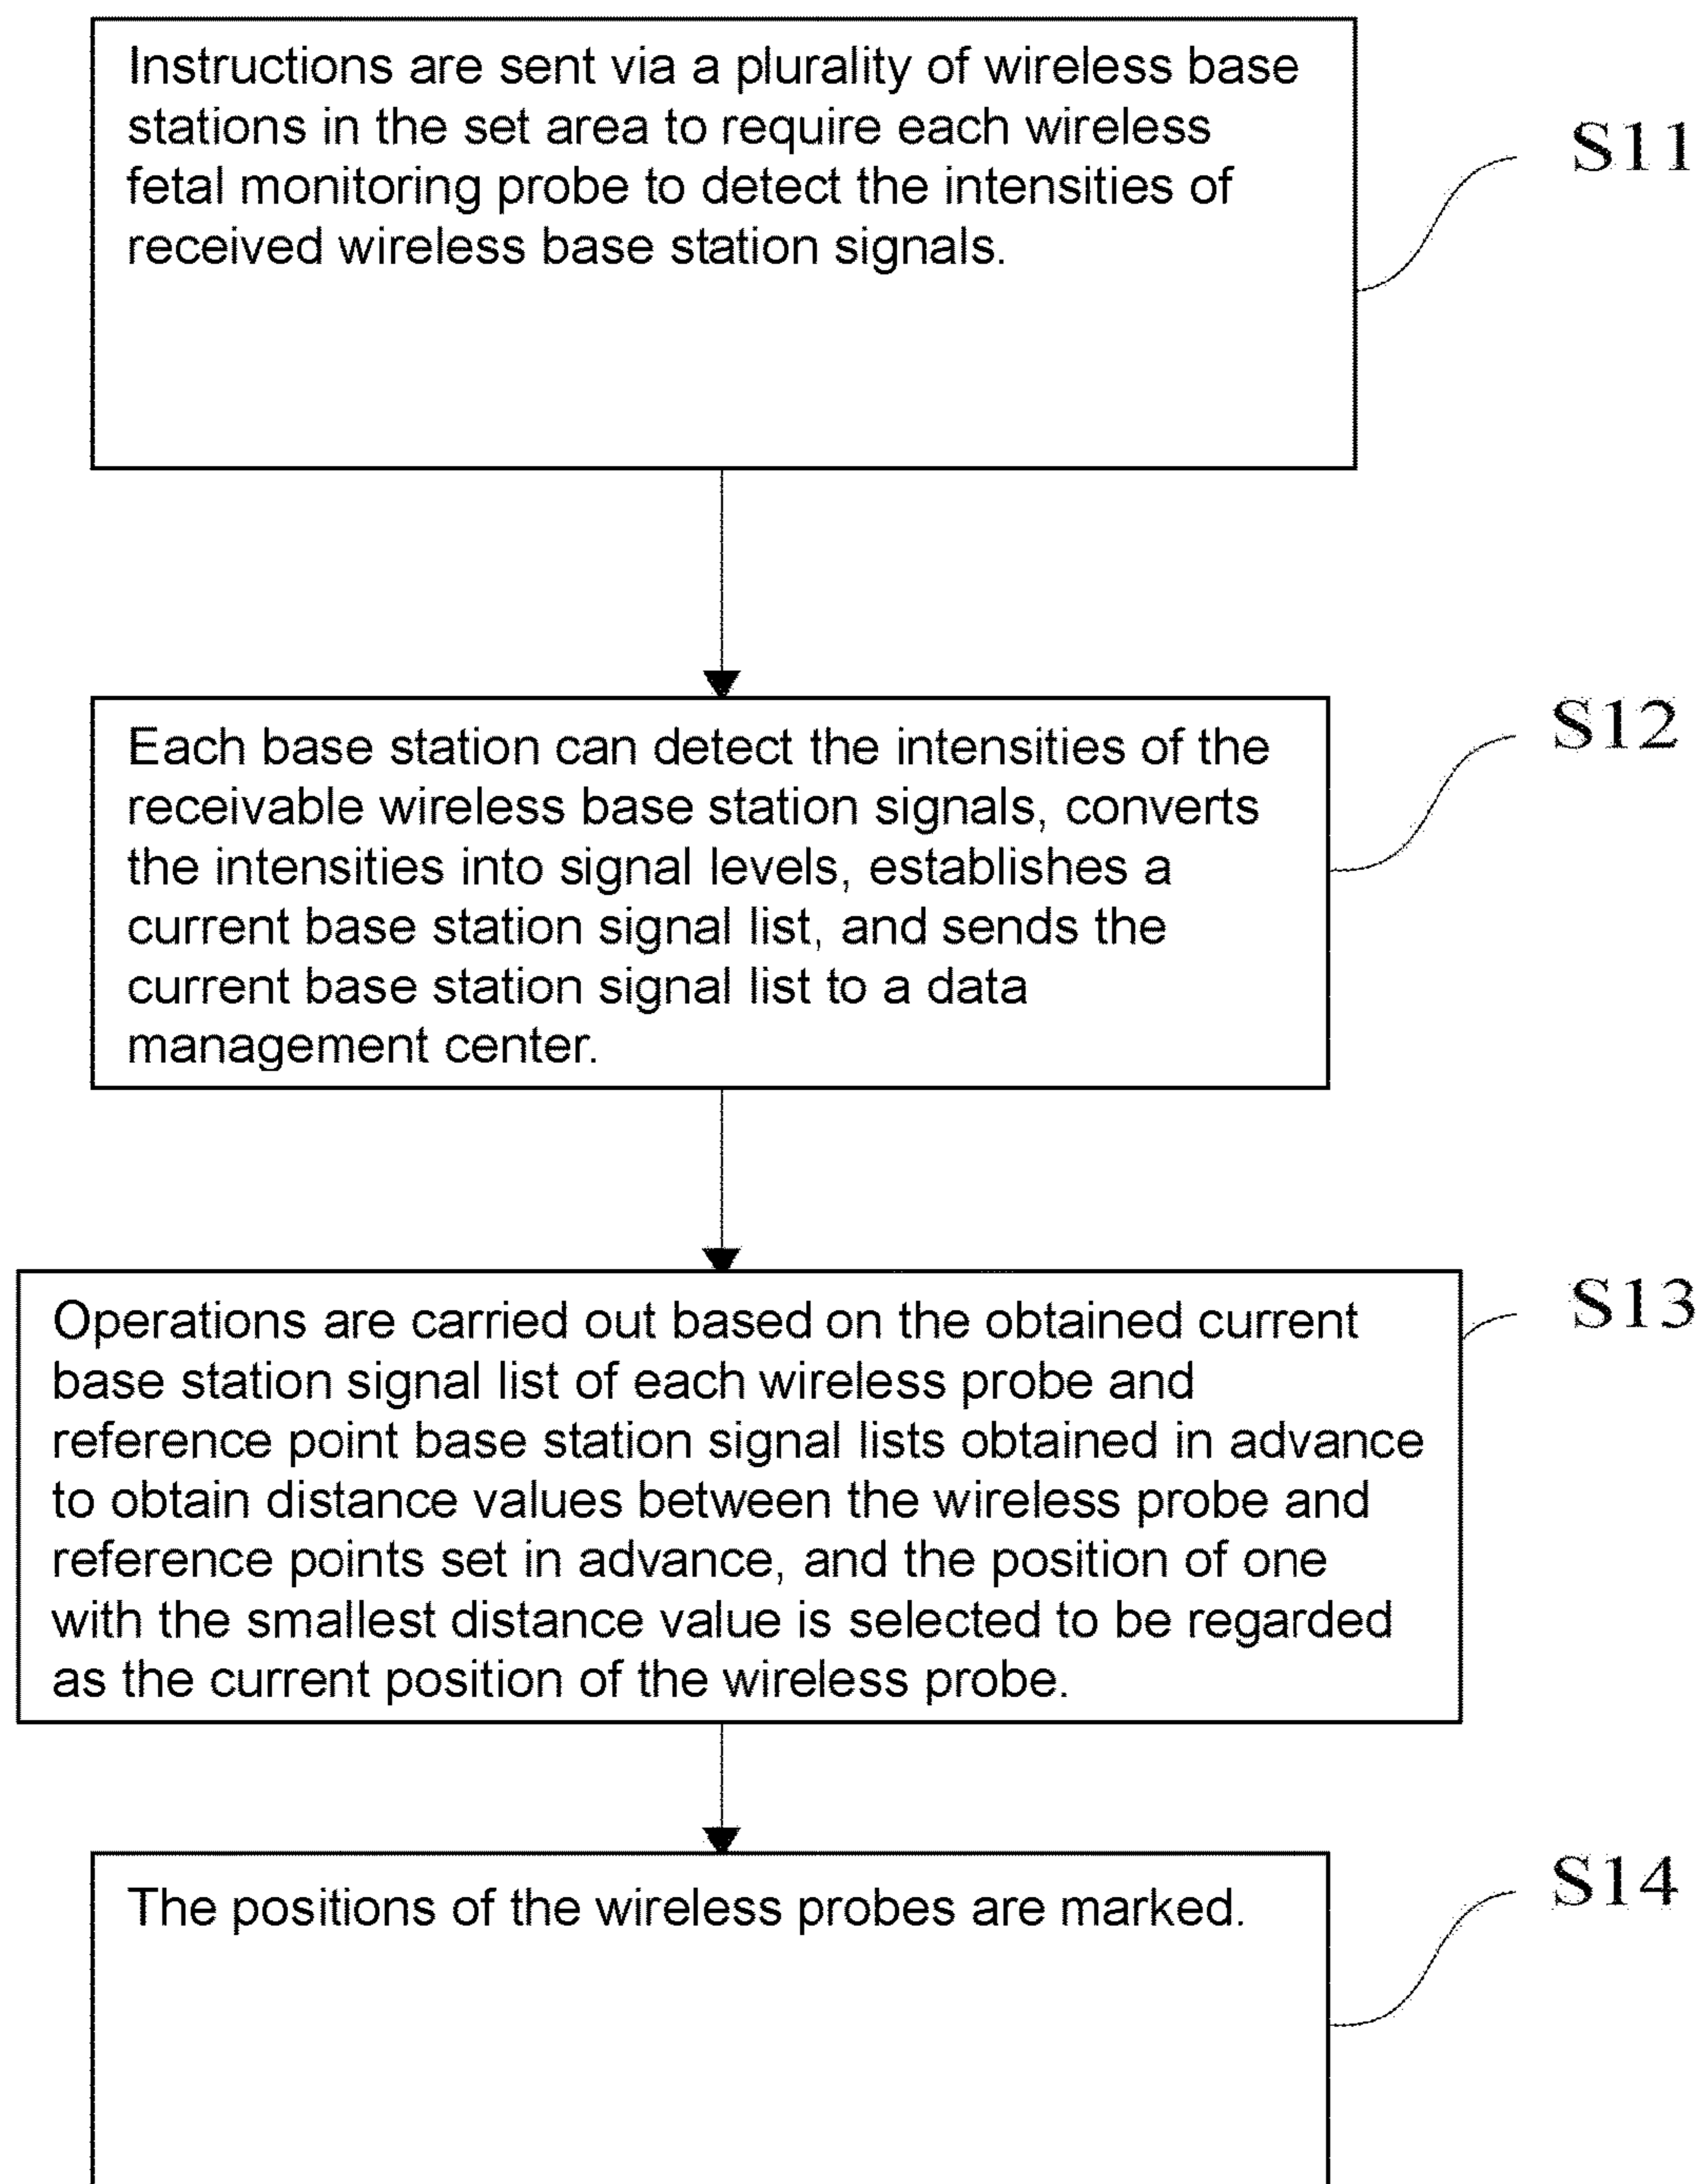 Instructions are sent via a plurality of wireless base
stations in the set area to require each wireless
fetal monitoring probe to detect the intensities of
received wireless base station signals.
S11
Each base station can detect the intensities of the
receivable wireless base station signals, converts
the intensities into signal levels, establishes a
current base station signal list, and sends the
current base station signal list to a data
management center.
S12
Operations are carried out based on the obtained current
base station signal list of each wireless probe and
reference point base station signal lists obtained in advance
to obtain distance values between the wireless probe and
reference points set in advance, and the position of one
with the smallest distance value is selected to be regarded
as the current position of the wireless probe.
S13
The positions of the wireless probes are marked.
S14